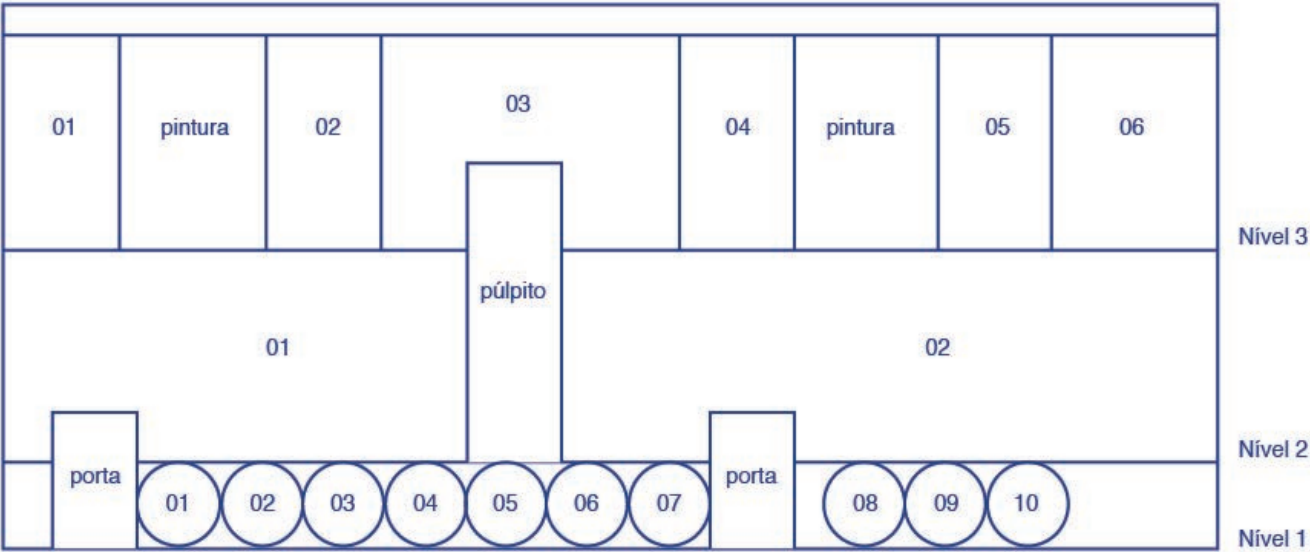 03
01 pintura 02 04 pintura 05 06
Nível 3
púlpito
01 02
Nível 2
porta porta
01 02 03 04 05 06 07 08 09 10
Nível 1